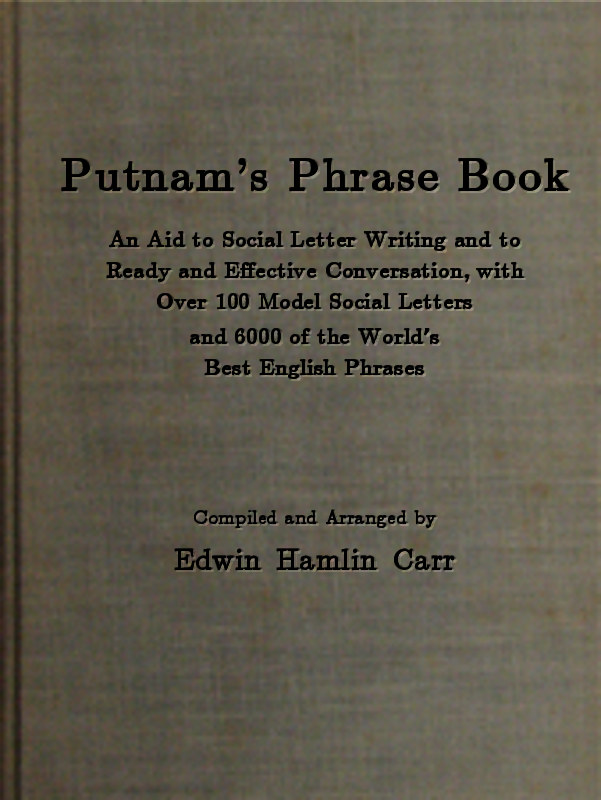 Putnam's Phrase Book
An Aid to Social Letter Writing and to
Ready and Effective Conversation, with
Over 100 Model Social Letters
and 6000 of the World's
Best English Phrases
Compiled and Arranged by
Edwin Hamlin Carr